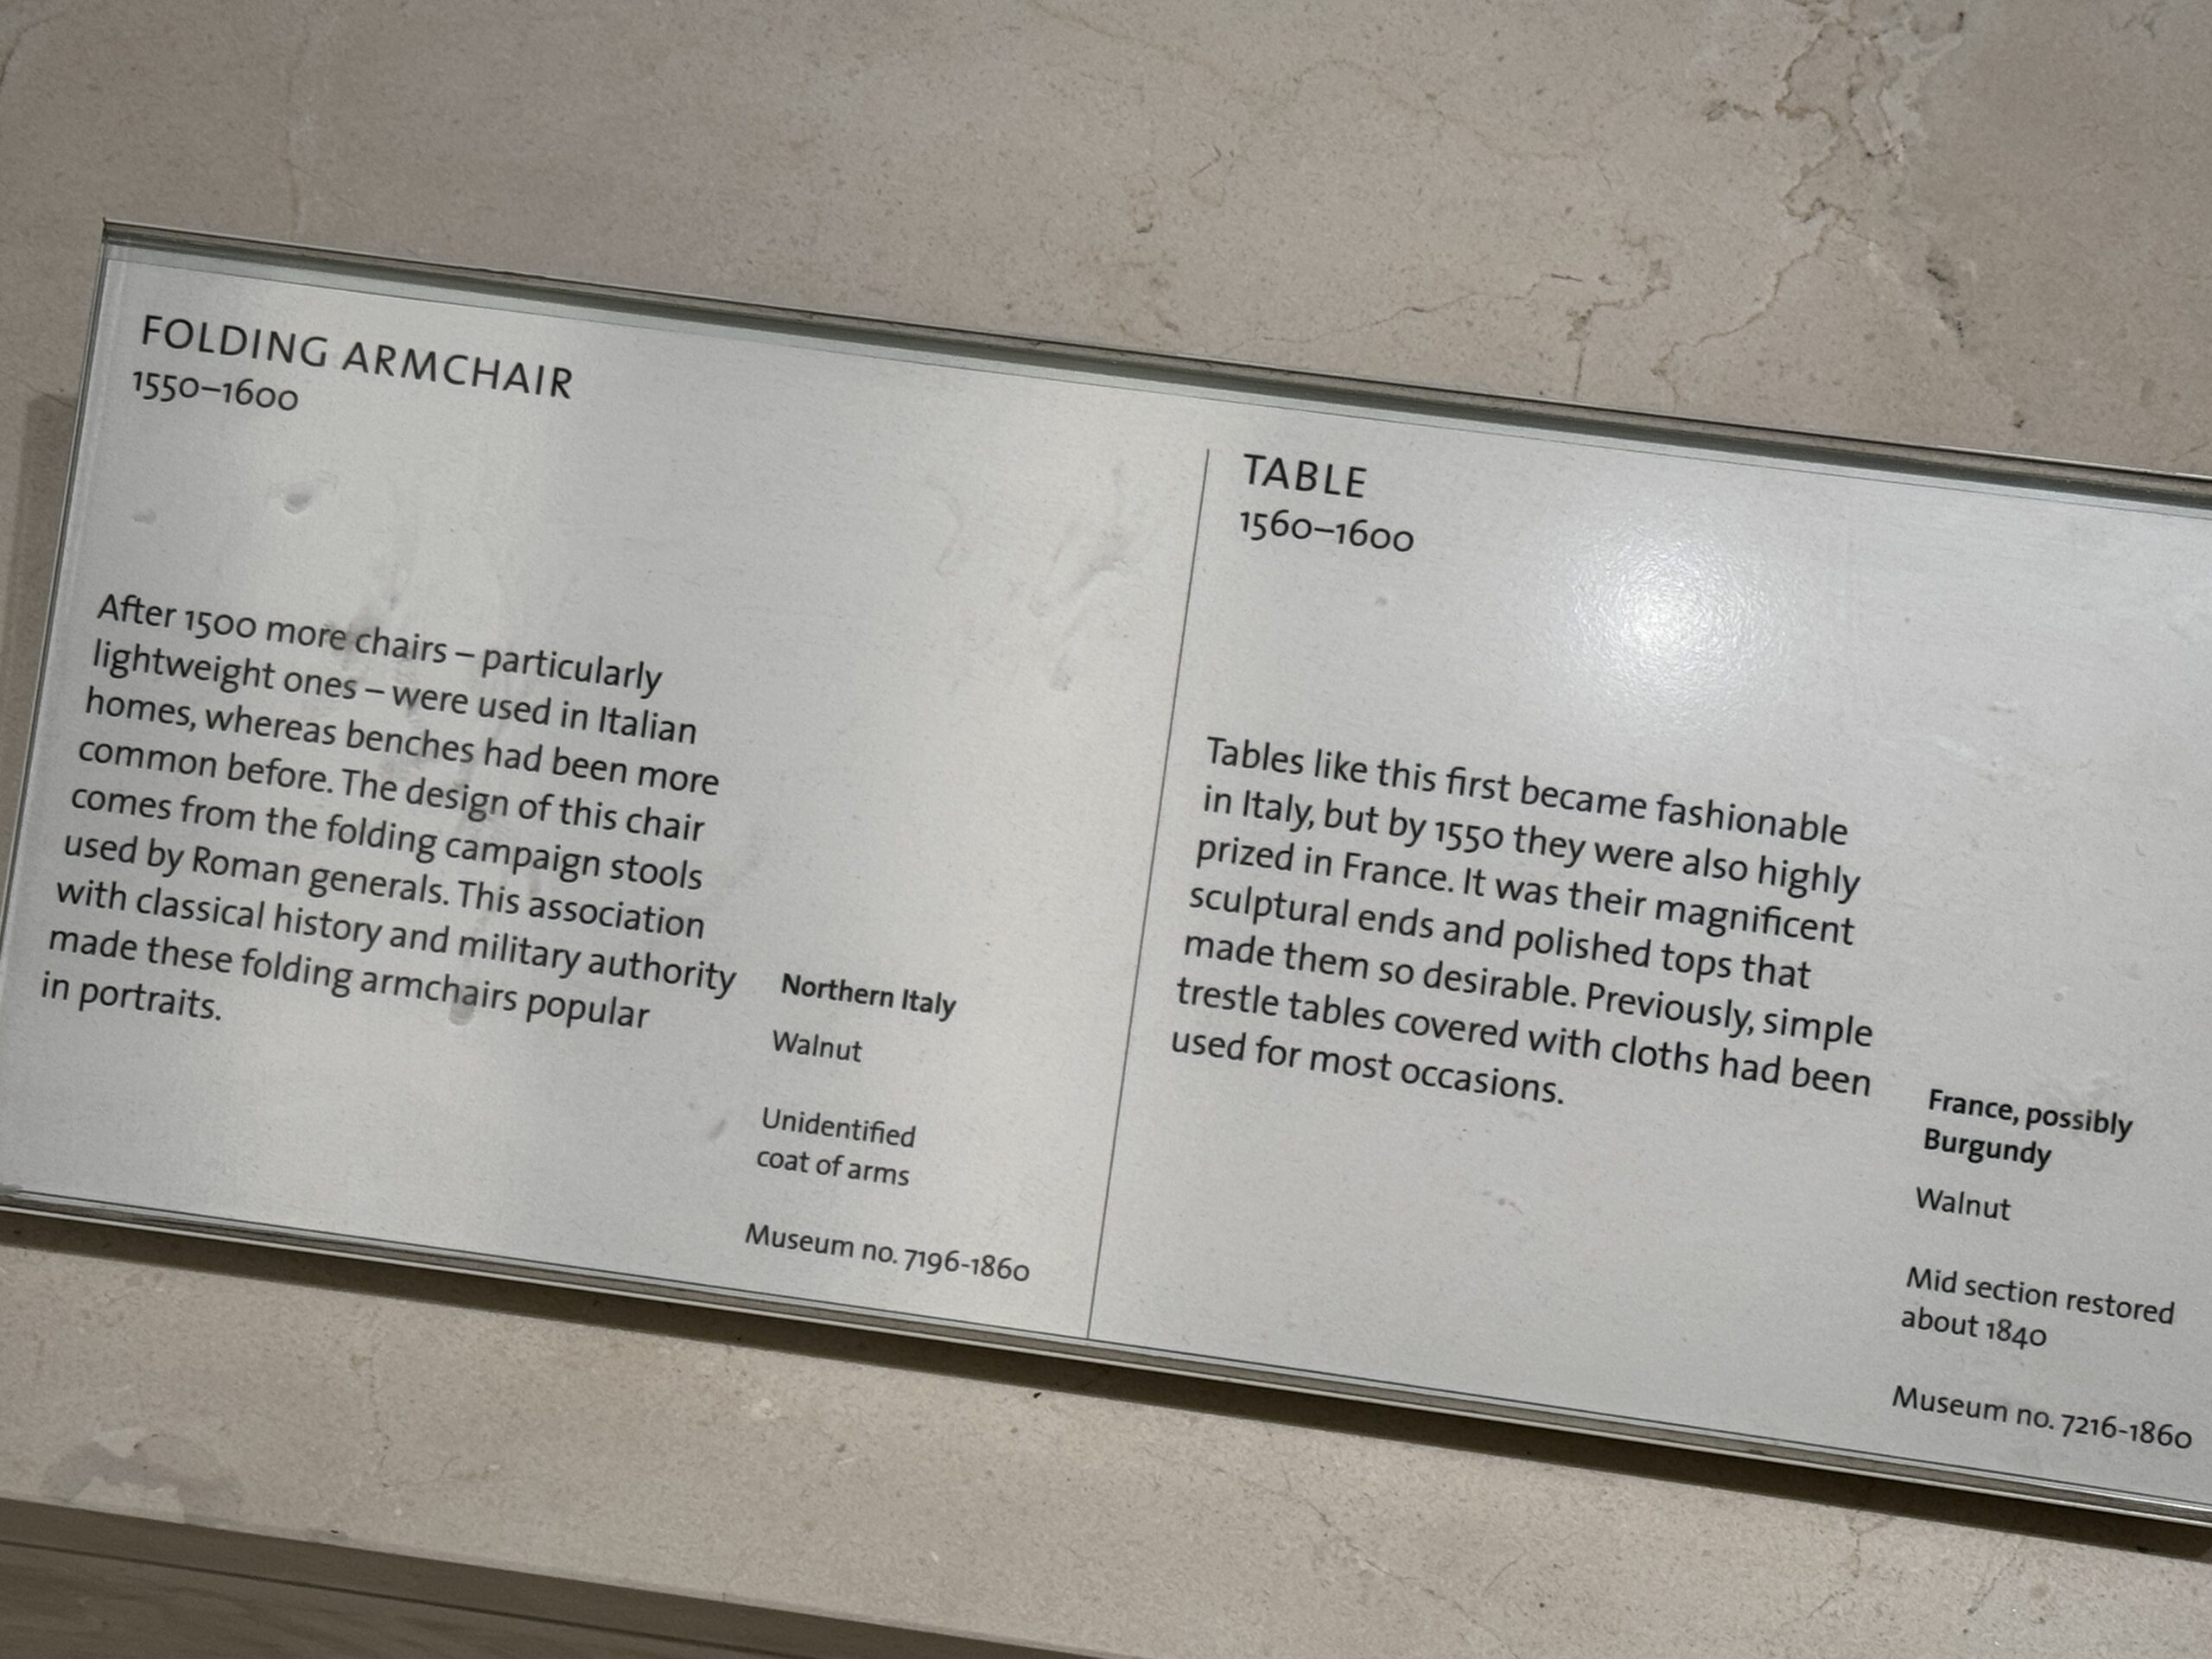 FOLDING ARMCHAIR
1550–1600
After 1500 more chairs – particularly
lightweight ones – were used in Italian
homes, whereas benches had been more
common before. The design of this chair
comes from the folding campaign stools
used by Roman generals. This association
with classical history and military authority
made these folding armchairs popular
in portraits.
Northern Italy
Walnut
Unidentified
coat of arms
Museum no. 7196-1860
TABLE
1560–1600
Tables like this first became fashionable
in Italy, but by 1550 they were also highly
prized in France. It was their magnificent
sculptural ends and polished tops that
made them so desirable. Previously, simple
trestle tables covered with cloths had been
used for most occasions.
France, possibly
Burgundy
Walnut
Mid section restored
about 1840
Museum no. 7216-1860